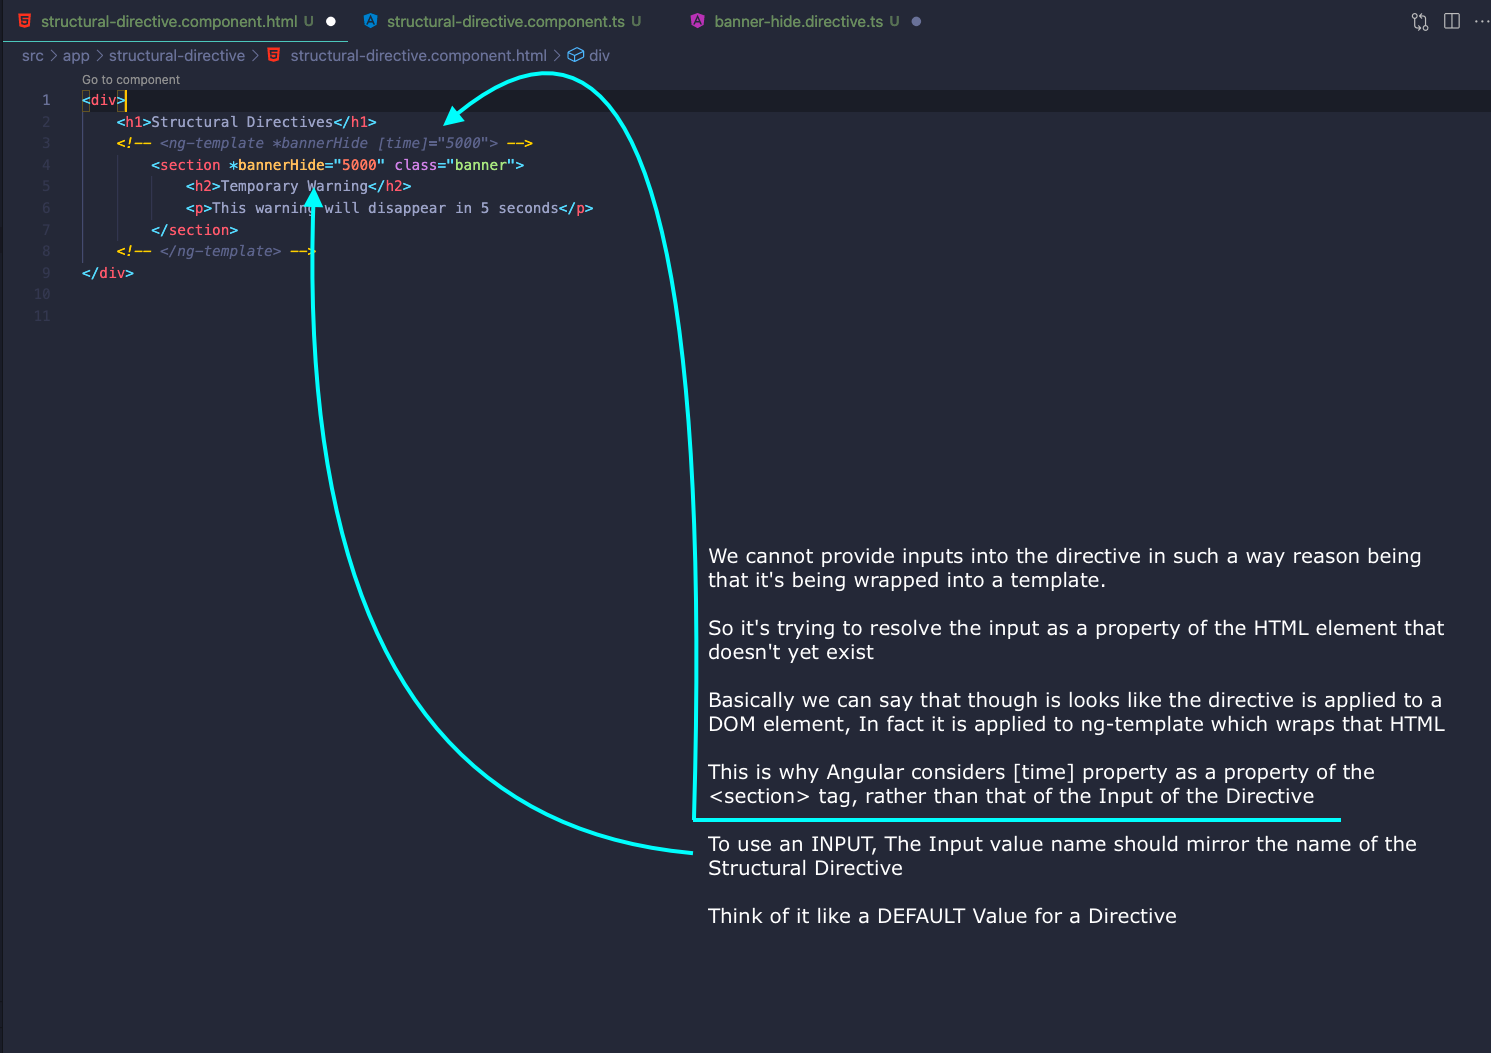 structural-directive.component.html U structural-directive.component.ts U banner-hide.directive.ts U
src > app > structural-directive > structural-directive.component.html > div
Go to component
1 <div>
2 <h1>Structural Directives</h1>
3 <!-- <ng-template *bannerHide [time]="5000"> -->
4 <section *bannerHide="5000" class="banner">
5 <h2>Temporary Warning</h2>
6 <p>This warning will disappear in 5 seconds</p>
7 </section>
8 <!-- </ng-template> -->
9 </div>
10
11
We cannot provide inputs into the directive in such a way reason being
that it's being wrapped into a template.
So it's trying to resolve the input as a property of the HTML element that
doesn't yet exist
Basically we can say that though is looks like the directive is applied to a
DOM element, In fact it is applied to ng-template which wraps that HTML
This is why Angular considers [time] property as a property of the
<section> tag, rather than that of the Input of the Directive
To use an INPUT, The Input value name should mirror the name of the
Structural Directive
Think of it like a DEFAULT Value for a Directive